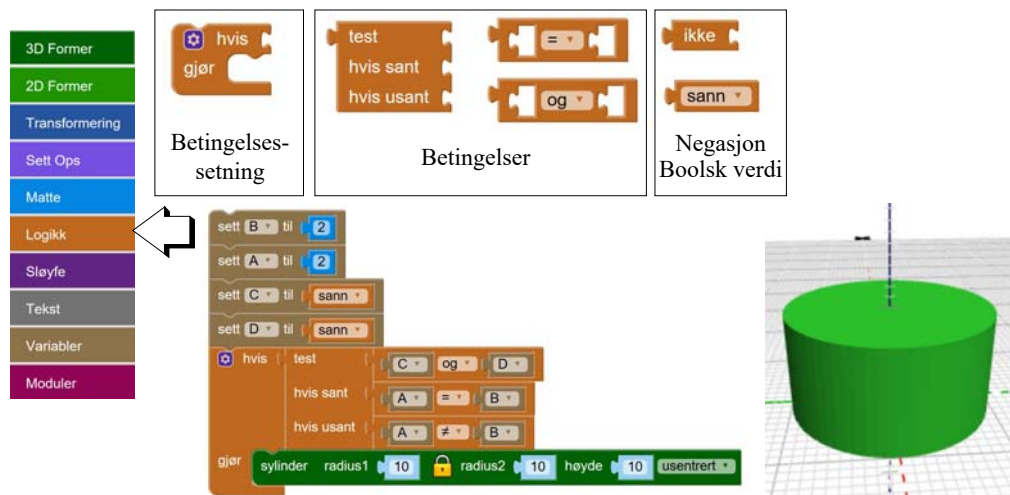 3D Former
2D Former
Transformering
Sett Ops
Matte
Logikk
Sløyfe
Tekst
Variabler
Moduler
hvis
gjør
Betingelses-
setning
test
hvis sant
hvis usant
=
og
Betingelser
ikke
sann
Negasjon
Boolsk verdi
sett B til 2
sett A til 2
sett C til sann
sett D til sann
hvis test C og D
hvis sant A = B
hvis usant A ≠ B
gjør sylinder radius1 10 radius2 10 høyde 10 usentrert